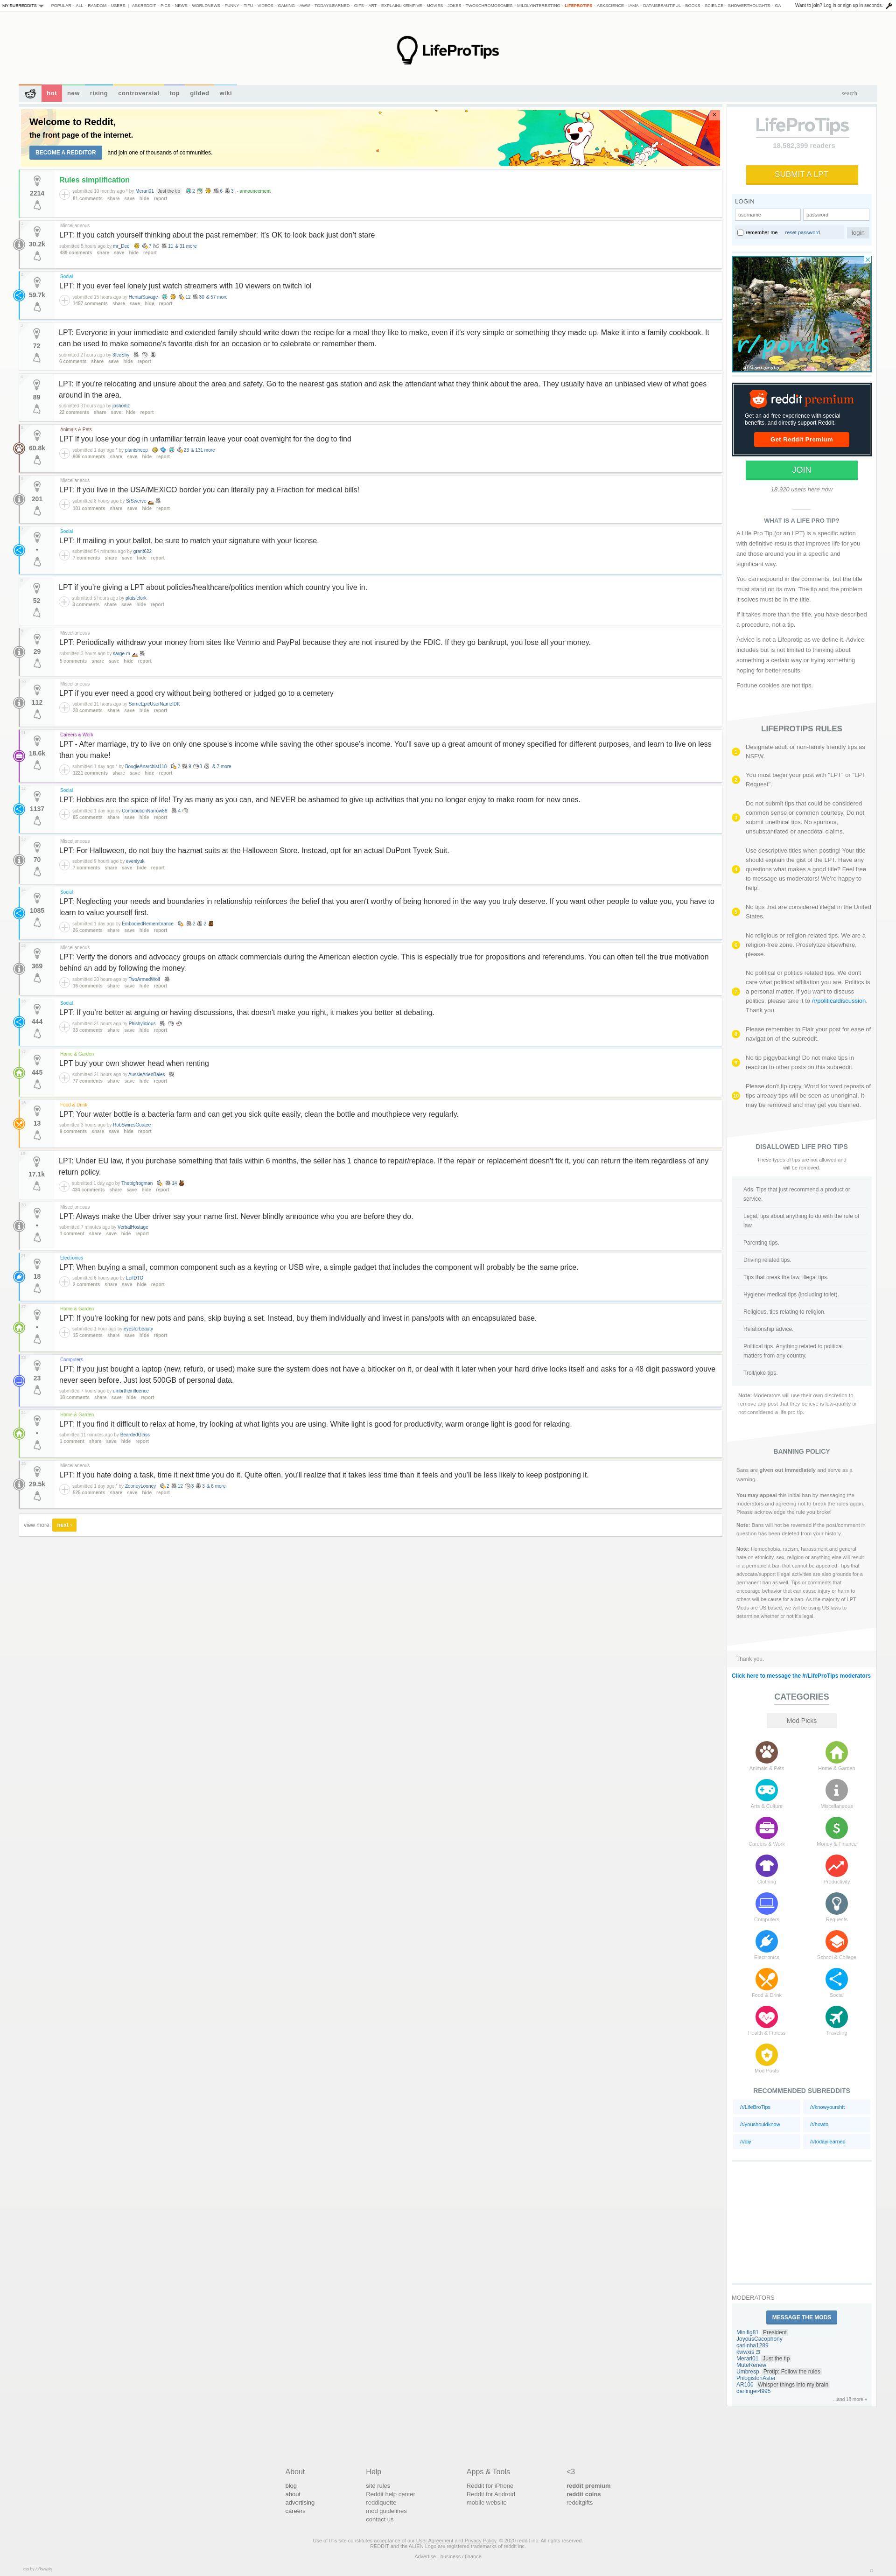 MY SUBREDDITS POPULAR - ALL - RANDOM - USERS | ASKREDDIT - PICS - NEWS - WORLDNEWS - FUNNY - TIFU - VIDEOS - GAMING - AWW - TODAYILEARNED - GIFS - ART - EXPLAINLIKEIMFIVE - MOVIES - JOKES - TWOXCHROMOSOMES - MILDLYINTERESTING - LIFEPROTIPS - ASKSCIENCE - IAMA - DATAISBEAUTIFUL - BOOKS - SCIENCE - SHOWERTHOUGHTS - GA
Want to join? Log in or sign up in seconds.
LifeProTips
hot new rising controversial top gilded wiki
search
Welcome to Reddit,
the front page of the internet.
BECOME A REDDITOR and join one of thousands of communities.
2214
Rules simplification
submitted 10 months ago * by Merari01 Just the tip 2 6 3 - announcement
81 comments share save hide report
30.2k
Miscellaneous
LPT: If you catch yourself thinking about the past remember: It's OK to look back just don't stare
submitted 5 hours ago by mr_Ded 7 11 & 31 more
489 comments share save hide report
59.7k
Social
LPT: If you ever feel lonely just watch streamers with 10 viewers on twitch lol
submitted 15 hours ago by HentaiSavage 12 30 & 57 more
1457 comments share save hide report
72
LPT: Everyone in your immediate and extended family should write down the recipe for a meal they like to make, even if it's very simple or something they made up. Make it into a family cookbook. It
can be used to make someone's favorite dish for an occasion or to celebrate or remember them.
submitted 2 hours ago by 3IceShy
6 comments share save hide report
89
LPT: If you're relocating and unsure about the area and safety. Go to the nearest gas station and ask the attendant what they think about the area. They usually have an unbiased view of what goes
around in the area.
submitted 3 hours ago by joshorttz
22 comments share save hide report
60.8k
Animals & Pets
LPT If you lose dog in unfamiliar terrain leave your coat overnight for the dog to find
submitted 1 day ago * by plantsheep 23 & 131 more
906 comments share save hide report
201
Miscellaneous
LPT: If you live in the USA/MEXICO border you can literally pay a Fraction for medical bills!
submitted 9 hours ago by SrSwerve
101 comments share save hide report
Social
LPT: If mailing in your ballot, be sure to match your signature with your license.
submitted 54 minutes ago by grant622
7 comments share save hide report
52
LPT if you're giving a LPT about policies/healthcare/politics mention which country you live in.
submitted 5 hours ago by platsicfork
3 comments share save hide report
29
Miscellaneous
LPT: Periodically withdraw your money from sites like Venmo and PayPal because they are not insured by the FDIC. If they go bankrupt, you lose all your money.
submitted 3 hours ago by sarge-m
5 comments share save hide report
112
Miscellaneous
LPT if you ever need a good cry without being bothered or judged go to a cemetery
submitted 11 hours ago by SomeEpicUserNameIDK
28 comments share save hide report
18.6k
Careers & Work
LPT - After marriage, try to live on only one spouse's income while saving the other spouse's income. You'll save up a great amount of money specified for different purposes, and learn to live on less
than you make!
submitted 1 day ago * by BougieAnarchist118 2 9 3 & 7 more
1221 comments share save hide report
1137
Social
LPT: Hobbies are the spice of life! Try as many as you can, and NEVER be ashamed to give up activities that you no longer enjoy to make room for new ones.
submitted 1 day ago by ContributionNarrow88 4
85 comments share save hide report
70
Miscellaneous
LPT: For Halloween, do not buy the hazmat suits at the Halloween Store. Instead, opt for an actual DuPont Tyvek Suit.
submitted 9 hours ago by eventyuk
7 comments share save hide report
1085
Social
LPT: Neglecting your needs and boundaries in relationship reinforces the belief that you aren't worthy of being honored in the way you truly deserve. If you want other people to value you, you have to
learn to value yourself first.
submitted 1 day ago by EmbodiedRemembrance 2 2
26 comments share save hide report
369
Miscellaneous
LPT: Verify the donors and advocacy groups on attack commercials during the American election cycle. This is especially true for propositions and referendums. You can often tell the true motivation
behind an add by following the money.
submitted 20 hours ago by TwoArmedWolf
16 comments share save hide report
444
Social
LPT: If you're better at arguing or having discussions, that doesn't make you right, it makes you better at debating.
submitted 21 hours ago by Phishylicious
33 comments share save hide report
445
Home & Garden
LPT buy your own shower head when renting
submitted 21 hours ago by AussieArlenBales
77 comments share save hide report
13
Food & Drink
LPT: Your water bottle is a bacteria farm and can get you sick quite easily, clean the bottle and mouthpiece very regularly.
submitted 3 hours ago by RobSwiresGoatee
9 comments share save hide report
17.1k
LPT: Under EU law, if you purchase something that fails within 6 months, the seller has 1 chance to repair/replace. If the repair or replacement doesn't fix it, you can return the item regardless of any
return policy.
submitted 1 day ago by Thebigfrogman 14
434 comments share save hide report
Miscellaneous
LPT: Always make the Uber driver say your name first. Never blindly announce who you are before they do.
submitted 7 minutes ago by VerbalHostage
1 comment share save hide report
18
Electronics
LPT: When buying a small, common component such as a keyring or USB wire, a simple gadget that includes the component will probably be the same price.
submitted 6 hours ago by LeifDTD
2 comments share save hide report
Home & Garden
LPT: If you're looking for new pots and pans, skip buying a set. Instead, buy them individually and invest in pans/pots with an encapsulated base.
submitted 1 hour ago by eyesforbeauty
15 comments share save hide report
23
Computers
LPT: If you just bought a laptop (new, refurb, or used) make sure the system does not have a bitlocker on it, or deal with it later when your hard drive locks itself and asks for a 48 digit password youve
never seen before. Just lost 500GB of personal data.
submitted 7 hours ago by umbirtheinfluence
18 comments share save hide report
Home & Garden
LPT: If you find it difficult to relax at home, try looking at what lights you are using. White light is good for productivity, warm orange light is good for relaxing.
submitted 11 minutes ago by BeardedGlass
1 comment share save hide report
29.5k
Miscellaneous
LPT: If you hate doing a task, time it next time you do it. Quite often, you'll realize that it takes less time than it feels and you'll be less likely to keep postponing it.
submitted 1 day ago * by ZooneyLooney 2 12 3 3 & 6 more
520 comments share save hide report
view more: next ›
LifeProTips
18,582,399 readers
SUBMIT A LPT
LOGIN
username password
remember me reset password login
r/ponds
reddit premium
Get an ad-free experience with special
benefits, and directly support Reddit.
Get Reddit Premium
JOIN
18,920 users here now
WHAT IS A LIFE PRO TIP?
A Life Pro Tip (or an LPT) is a specific action
with definitive results that improves life for you
and those around you in a specific and
significant way.
You can expound in the comments, but the title
must stand on its own. The tip and the problem
it solves must be in the title.
If it takes more than the title, you have described
a procedure, not a tip.
Advice is not a Lifeprotip as we define it. Advice
includes but is not limited to thinking about
something a certain way or trying something
hoping for better results.
Fortune cookies are not tips.
LIFEPROTIPS RULES
1 Designate adult or non-family friendly tips as
NSFW.
2 You must begin your post with "LPT" or "LPT
Request".
3 Do not submit tips that could be considered
common sense or common courtesy. Do not
submit unethical tips. No spurious,
unsubstantiated or anecdotal claims.
4 Use descriptive titles when posting! Your title
should explain the gist of the LPT. Have any
questions what makes a good title? Feel free
to message us moderators! We're happy to
help.
5 No tips that are considered illegal in the United
States.
6 No religious or religion-related tips. We are a
religion-free zone. Proselytize elsewhere,
please.
7 No political or politics related tips. We don't
care what political affiliation you are. Politics is
a personal matter. If you want to discuss
politics, please take it to /r/politicaldiscussion.
Thank you.
8 Please remember to Flair your post for ease of
navigation of the subreddit.
9 No tip piggybacking! Do not make tips in
reaction to other posts on this subreddit.
10 Please don't tip copy. Word for word reposts of
tips already tips will be seen as unoriginal. It
may be removed and may get you banned.
DISALLOWED LIFE PRO TIPS
These types of tips are not allowed and
will be removed.
Ads. Tips that just recommend a product or
service.
Legal, tips about anything to do with the rule of
law.
Parenting tips.
Driving related tips.
Tips that break the law, illegal tips.
Hygiene/ medical tips (including toilet).
Religious, tips relating to religion.
Relationship advice.
Political tips. Anything related to political
matters from any country.
Troll/joke tips.
Note: Moderators will use their own discretion to
remove any post that they believe is low-quality or
not considered a life pro tip.
BANNING POLICY
Bans are given out immediately and serve as a
warning.
You may appeal this initial ban by messaging the
moderators and agreeing not to break the rules again.
Please acknowledge the rule you broke!
Note: Bans will not be reversed if the post/comment in
question has been deleted from your history.
Note: Homophobia, racism, harassment and general
hate on ethnicity, sex, religion or anything else will result
in a permanent ban that cannot be appealed. Tips that
advocate/support illegal activities are also grounds for a
permanent ban as well. Tips or comments that
encourage behavior that can cause injury or harm to
others will be cause for a ban. As the majority of LPT
Mods are US based, we will be using US laws to
determine whether or not it's legal.
Thank you.
Click here to message the /r/LifeProTips moderators
CATEGORIES
Mod Picks
Animals & Pets Home & Garden
Arts & Culture Miscellaneous
Careers & Work Money & Finance
Clothing Productivity
Computers Requests
Electronics School & College
Food & Drink Social
Health & Fitness Traveling
Mod Posts
RECOMMENDED SUBREDDITS
/r/LifeBroTips /r/knowyourshit
/r/youshouldknow /r/howto
/r/diy /r/todayilearned
MODERATORS
MESSAGE THE MODS
Minifig81 President
JoyousCacophony
carlinha1289
kwwxis
Merari01 Just the tip
MuteRenew
Umbresp Protip: Follow the rules
PhlogistonAster
AR100 Whisper things into my brain
daninger4995
...and 18 more »
About
blog
about
advertising
careers
Help
site rules
Reddit help center
reddiquette
mod guidelines
contact us
Apps & Tools
Reddit for iPhone
Reddit for Android
mobile website
<3
reddit premium
reddit coins
redditgifts
Use of this site constitutes acceptance of our User Agreement and Privacy Policy. © 2020 reddit inc. All rights reserved.
REDDIT and the ALIEN Logo are registered trademarks of reddit inc.
Advertise - business | finance